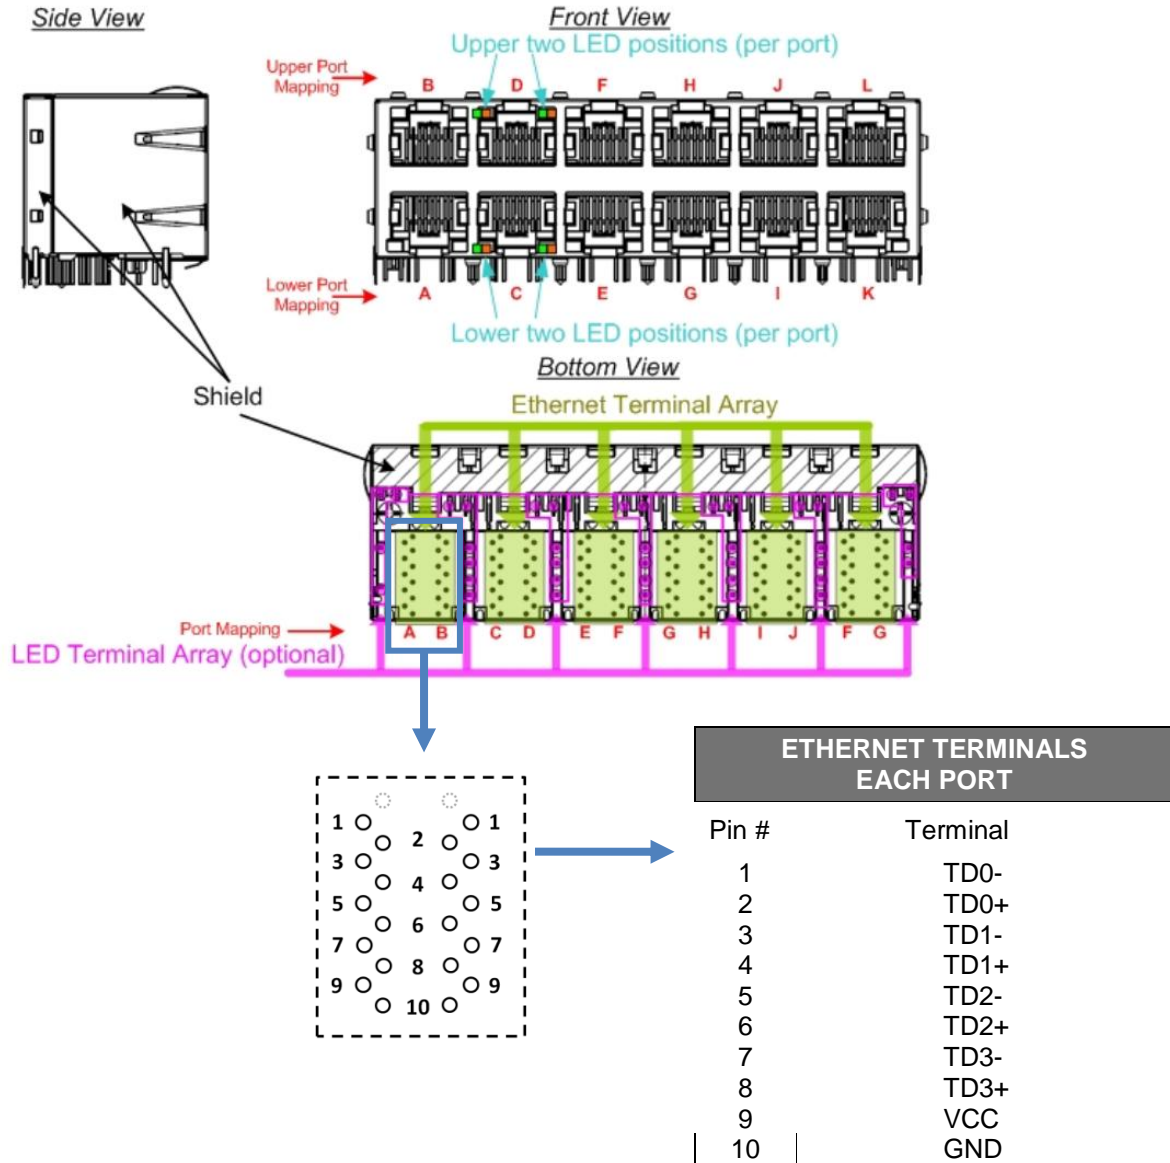 Side View
Front View
Upper two LED positions (per port)
Upper Port
Mapping
B D F H J L
Lower Port
Mapping
A C E G I K
Lower two LED positions (per port)
Shield
Bottom View
Ethernet Terminal Array
Port Mapping
A B C D E F G H I J F G
LED Terminal Array (optional)
1 1
2
3 3
4
5 5
6
7 7
8
9 9
10
ETHERNET TERMINALS
EACH PORT
Pin # Terminal
1 TD0-
2 TD0+
3 TD1-
4 TD1+
5 TD2-
6 TD2+
7 TD3-
8 TD3+
9 VCC
10 GND